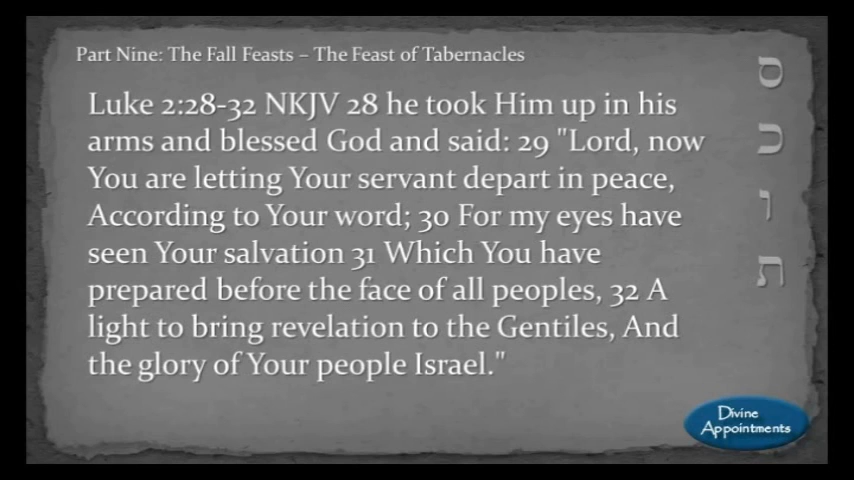 Part Nine: The Fall Feasts – The Feast of Tabernacles
Luke 2:28-32 NKJV 28 he took Him up in his
arms and blessed God and said: 29 "Lord, now
You are letting Your servant depart in peace,
According to Your word; 30 For my eyes have
seen Your salvation 31 Which You have
prepared before the face of all peoples, 32 A
light to bring revelation to the Gentiles, And
the glory of Your people Israel."
ס
כ
ו
ת
Divine
Appointments